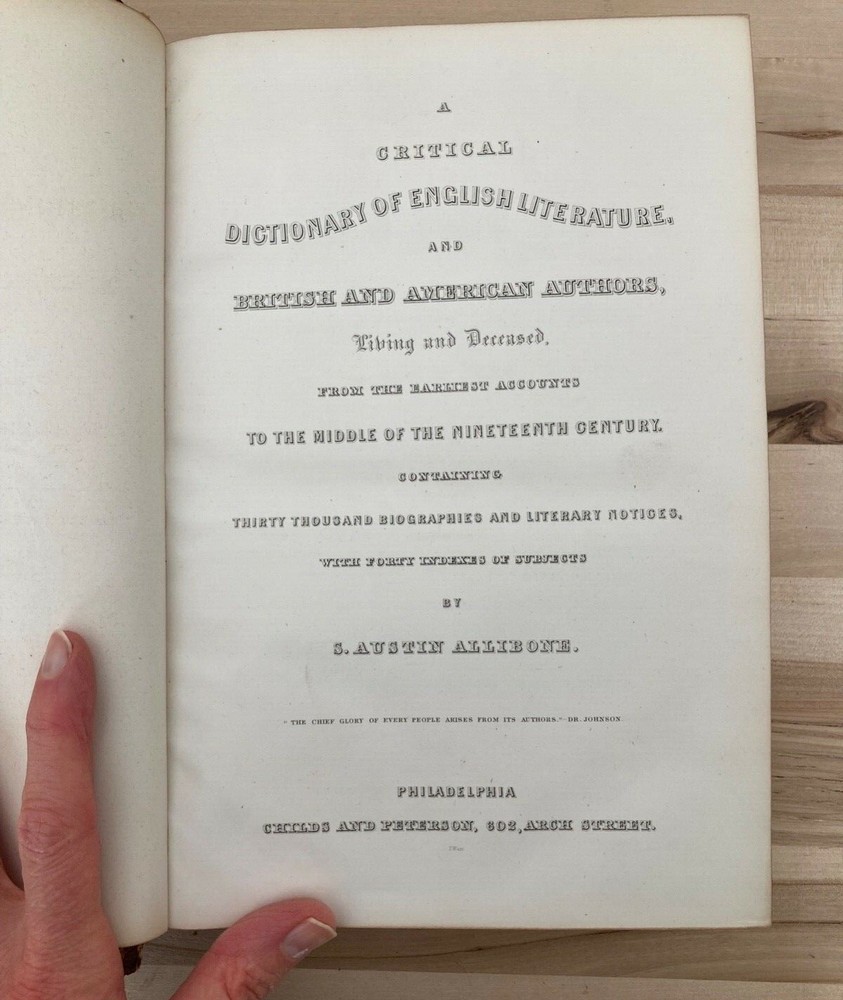 A
CRITICAL
DICTIONARY OF ENGLISH LITERATURE,
AND
BRITISH AND AMERICAN AUTHORS,
Living and Deceased,
FROM THE EARLIEST ACCOUNTS
TO THE MIDDLE OF THE NINETEENTH CENTURY.
CONTAINING
THIRTY THOUSAND BIOGRAPHIES AND LITERARY NOTICES,
WITH FORTY INDEXES OF SUBJECTS
BY
S. AUSTIN ALLIBONE.
"THE CHIEF GLORY OF EVERY PEOPLE ARISES FROM ITS AUTHORS."—DR. JOHNSON.
PHILADELPHIA
CHILDS AND PETERSON, 602, ARCH STREET.